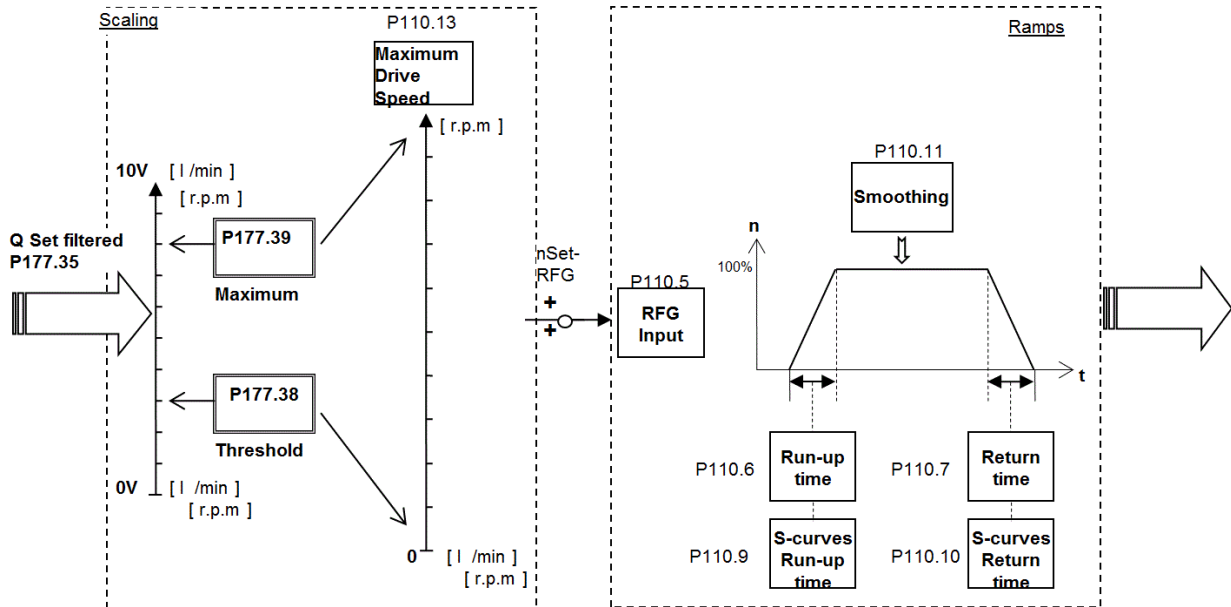 Scaling
P110.13
Maximum
Drive
Speed
[ r.p.m ]
10V
[ l /min ]
[ r.p.m ]
Q Set filtered
P177.35
P177.39
Maximum
P177.38
Threshold
0V
[ l /min ]
[ r.p.m ]
0
[ l /min ]
[ r.p.m ]
nSet-
RFG
+
+
Ramps
P110.5
RFG
Input
P110.11
Smoothing
n
100%
t
P110.6
Run-up
time
P110.7
Return
time
P110.9
S-curves
Run-up
time
P110.10
S-curves
Return
time